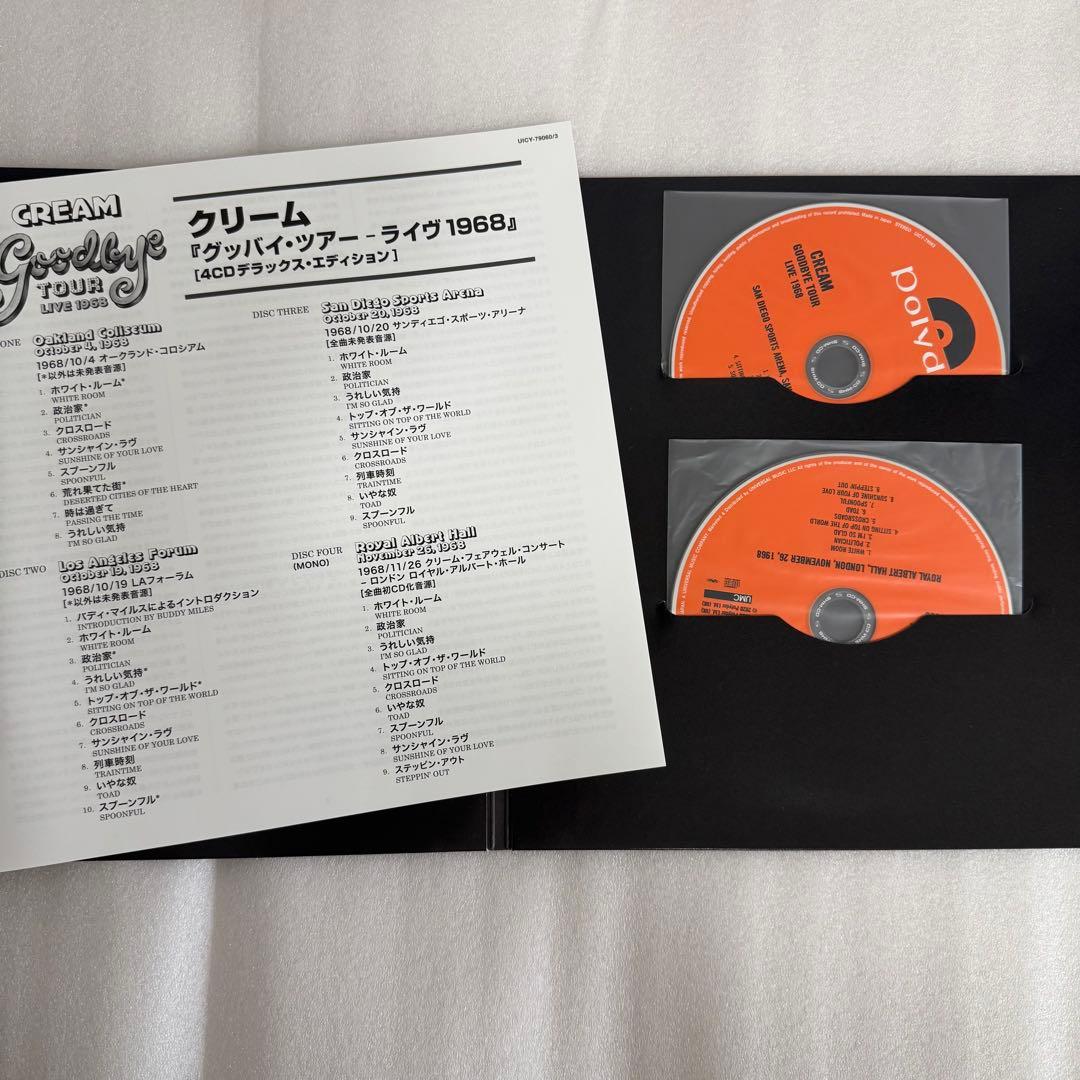 UICY-79060/3
CREAM
Goodbye
TOUR
LIVE 1968
クリーム
『グッバイ・ツアー – ライヴ 1968』
[4CDデラックス・エディション]
ONE
Oakland Coliseum
October 4, 1968
1968/10/4 オークランド・コロシアム
[*以外は未発表音源]
1. ホワイト・ルーム*
WHITE ROOM
2. 政治家*
POLITICIAN
3. クロスロード
CROSSROADS
4. サンシャイン・ラヴ
SUNSHINE OF YOUR LOVE
5. スプーンフル
SPOONFUL
6. 荒れ果てた街*
DESERTED CITIES OF THE HEART
7. 時は過ぎて
PASSING THE TIME
8. うれしい気持
I'M SO GLAD
DISC TWO
Los Angeles Forum
October 19, 1968
1968/10/19 LAフォーラム
[*以外は未発表音源]
1. バディ・マイルスによるイントロダクション
INTRODUCTION BY BUDDY MILES
2. ホワイト・ルーム
WHITE ROOM
3. 政治家*
POLITICIAN
4. うれしい気持*
I'M SO GLAD
5. トップ・オブ・ザ・ワールド*
SITTING ON TOP OF THE WORLD
6. クロスロード
CROSSROADS
7. サンシャイン・ラヴ
SUNSHINE OF YOUR LOVE
8. 列車時刻
TRAINTIME
9. いやな奴
TOAD
10. スプーンフル*
SPOONFUL
DISC THREE
San Diego Sports Arena
October 20, 1968
1968/10/20 サンディエゴ・スポーツ・アリーナ
[全曲未発表音源]
1. ホワイト・ルーム
WHITE ROOM
2. 政治家
POLITICIAN
3. うれしい気持
I'M SO GLAD
4. トップ・オブ・ザ・ワールド
SITTING ON TOP OF THE WORLD
5. サンシャイン・ラヴ
SUNSHINE OF YOUR LOVE
6. クロスロード
CROSSROADS
7. 列車時刻
TRAINTIME
8. いやな奴
TOAD
9. スプーンフル
SPOONFUL
DISC FOUR
(MONO)
Royal Albert Hall
November 26, 1968
1968/11/26 クリーム・フェアウェル・コンサート
– ロンドン ロイヤル・アルバート・ホール
[全曲初CD化音源]
1. ホワイト・ルーム
WHITE ROOM
2. 政治家
POLITICIAN
3. うれしい気持
I'M SO GLAD
4. トップ・オブ・ザ・ワールド
SITTING ON TOP OF THE WORLD
5. クロスロード
CROSSROADS
6. いやな奴
TOAD
7. スプーンフル
SPOONFUL
8. サンシャイン・ラヴ
SUNSHINE OF YOUR LOVE
9. ステッピン・アウト
STEPPIN' OUT
polyd
CREAM
GOODBYE TOUR
LIVE 1968
SAN DIEGO SPORTS ARENA, SA
SHM-CD
ROYAL ALBERT HALL, LONDON, NOVEMBER 26, 1968
1. WHITE ROOM
2. POLITICIAN
3. I'M SO GLAD
4. SITTING ON TOP OF THE WORLD
5. CROSSROADS
6. TOAD
7. SPOONFUL
8. SUNSHINE OF YOUR LOVE
9. STEPPIN' OUT
UMC
SHM-CD